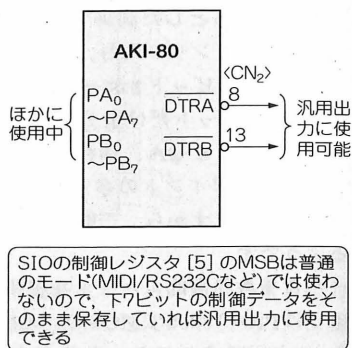 AKI-80
〈CN₂〉
ほかに
使用中
PA₀
～PA₇
PB₀
～PB₇
DTRA
8
DTRB
13
汎用出
力に使
用可能
SIOの制御レジスタ[5]のMSBは普通
のモード(MIDI/RS232Cなど)では使わ
ないので，下7ビットの制御データをそ
のまま保存していれば汎用出力に使用
できる